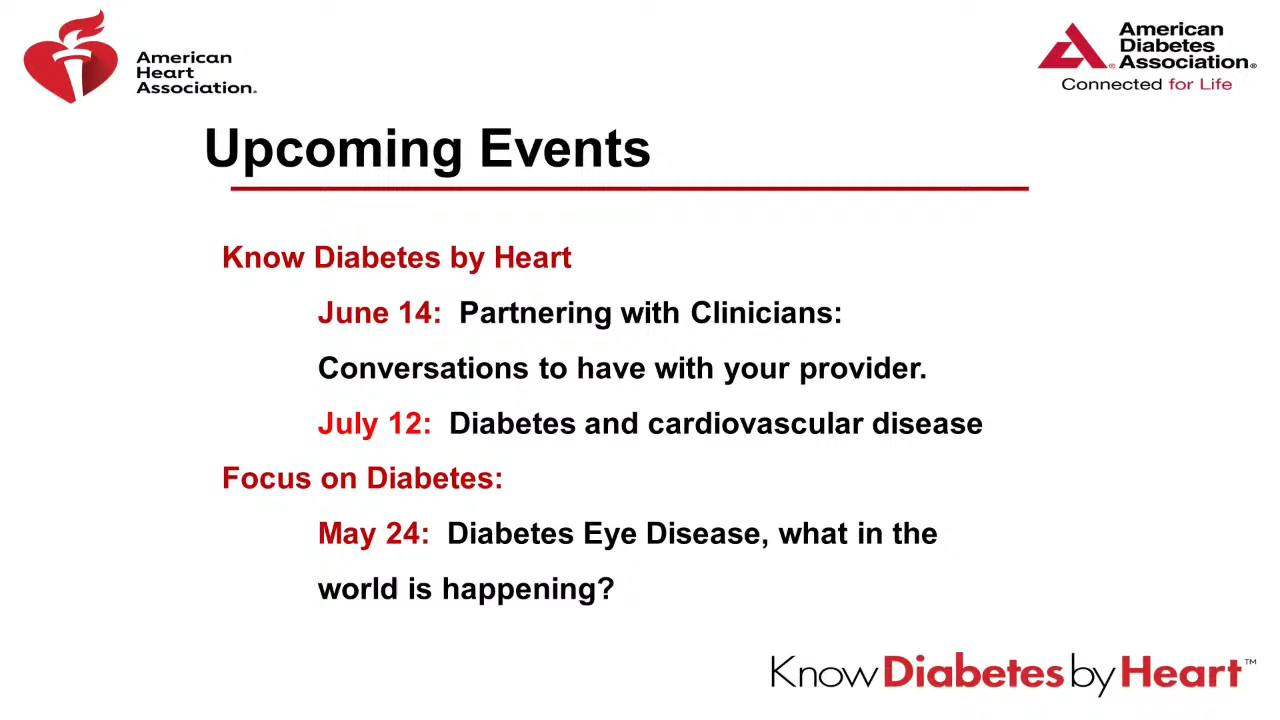 American
Heart
Association®
American
Diabetes
Association®
Connected for Life
Upcoming Events
Know Diabetes by Heart
June 14: Partnering with Clinicians:
Conversations to have with your provider.
July 12: Diabetes and cardiovascular disease
Focus on Diabetes:
May 24: Diabetes Eye Disease, what in the
world is happening?
Know Diabetes by Heart™